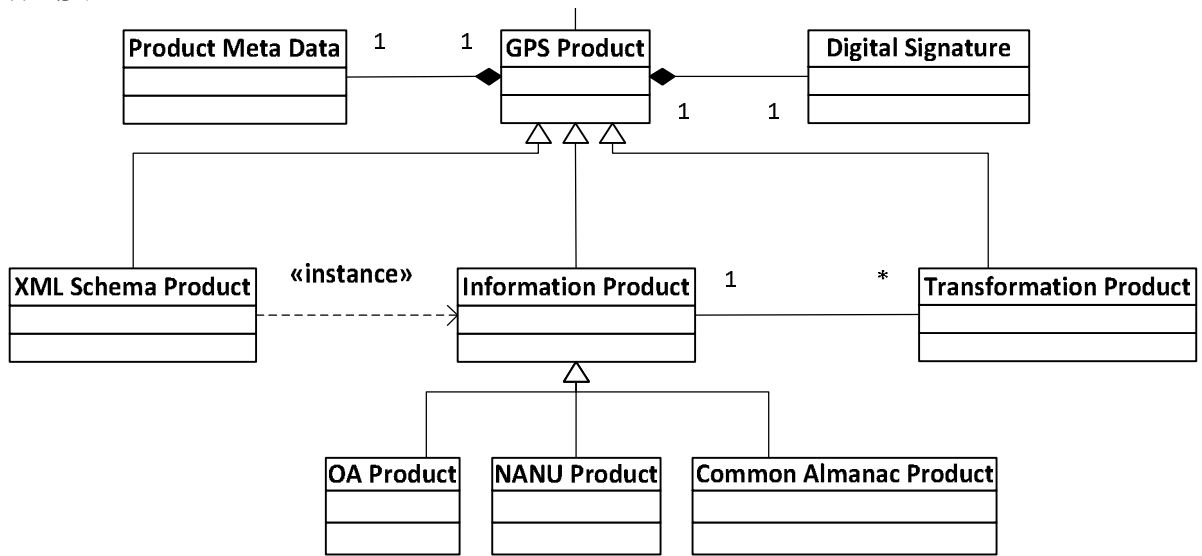 Product Meta Data
1
1
GPS Product
Digital Signature
1
1
XML Schema Product
«instance»
Information Product
1
*
Transformation Product
OA Product
NANU Product
Common Almanac Product